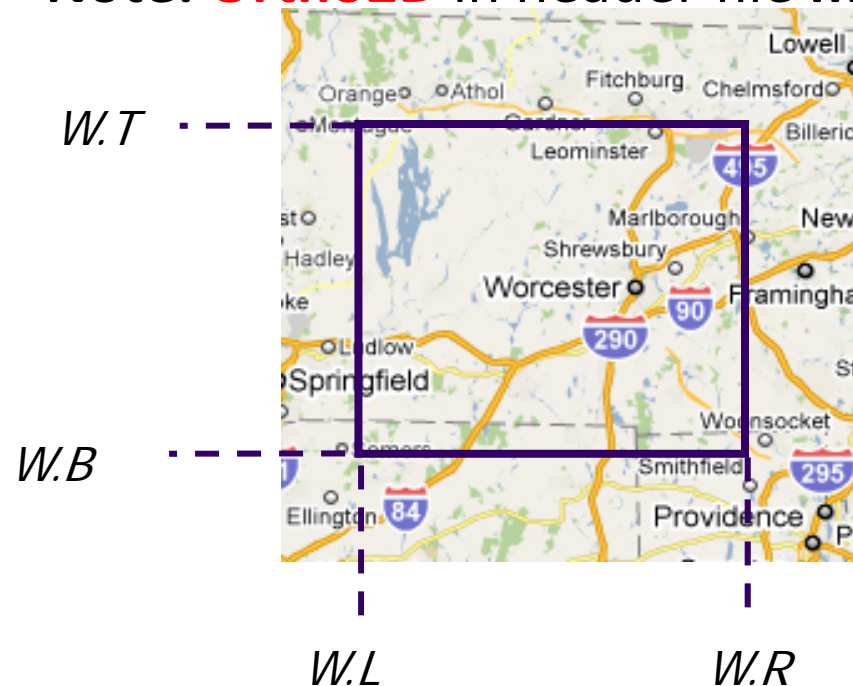 Lowell
Fitchburg
Orange Athol Chelmsford
W.T
Montague Gardner Billeric
Leominster
495
Marlborough New
Hadley Shrewsbury
Worcester
90 Framingha
290
Ludlow
Springfield
Woonsocket
W.B Somers
Smithfield
295
Ellington 84
Providence
P
W.L W.R